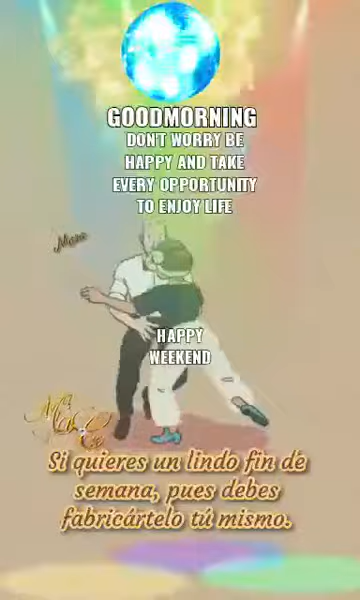 GOODMORNING
DON'T WORRY BE
HAPPY AND TAKE
EVERY OPPORTUNITY
TO ENJOY LIFE
HAPPY
WEEKEND
Si quieres un lindo fin de
semana, pues debes
fabricártelo tú mismo.